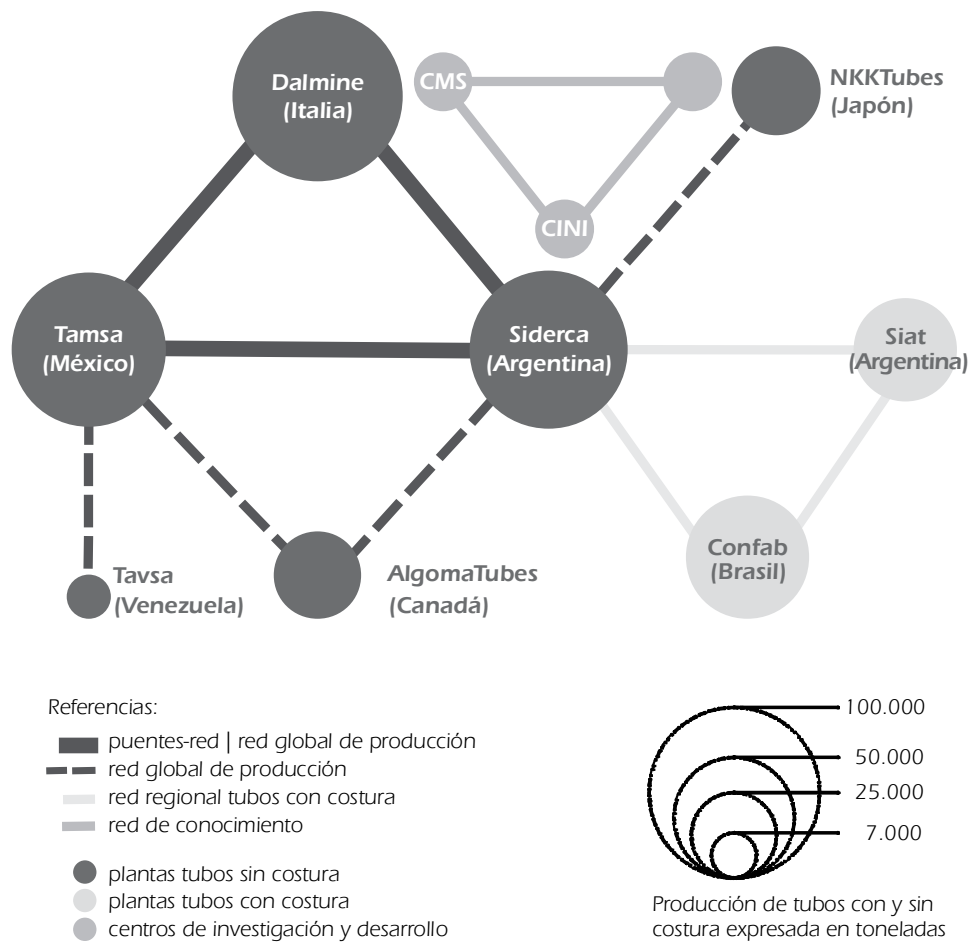 Dalmine
(Italia)
CMS
NKKTubes
(Japón)
CINI
Tamsa
(México)
Siderca
(Argentina)
Siat
(Argentina)
Confab
(Brasil)
Tavsa
(Venezuela)
AlgomaTubes
(Canadá)
Referencias:
puentes-red | red global de producción
red global de producción
red regional tubos con costura
red de conocimiento
plantas tubos sin costura
plantas tubos con costura
centros de investigación y desarrollo
100.000
50.000
25.000
7.000
Producción de tubos con y sin
costura expresada en toneladas